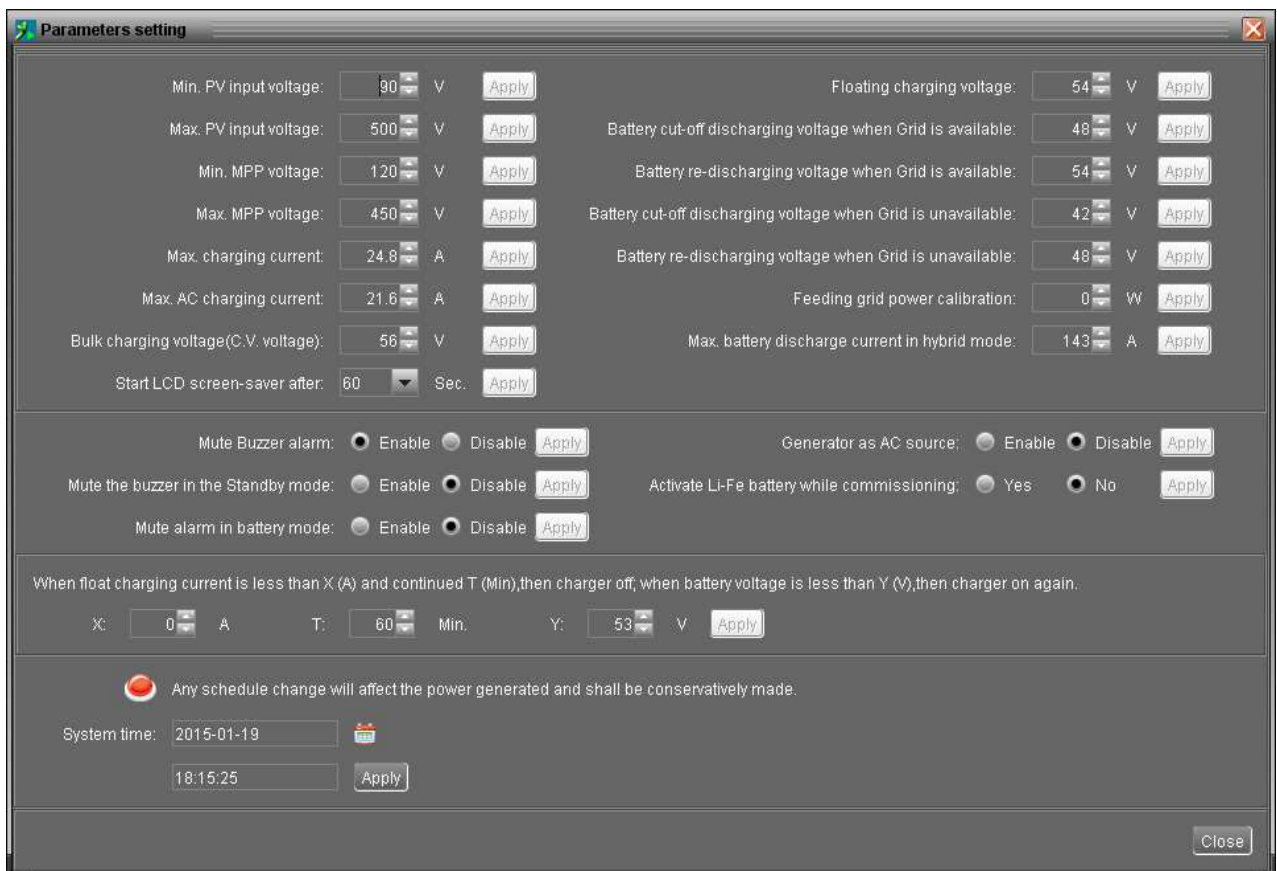 Parameters setting
Min. PV input voltage: 90 V Apply Floating charging voltage: 54 V Apply
Max. PV input voltage: 500 V Apply Battery cut-off discharging voltage when Grid is available: 48 V Apply
Min. MPP voltage: 120 V Apply Battery re-discharging voltage when Grid is available: 54 V Apply
Max. MPP voltage: 450 V Apply Battery cut-off discharging voltage when Grid is unavailable: 42 V Apply
Max. charging current: 24.8 A Apply Battery re-discharging voltage when Grid is unavailable: 48 V Apply
Max. AC charging current: 21.6 A Apply Feeding grid power calibration: 0 W Apply
Bulk charging voltage(C.V. voltage): 56 V Apply Max. battery discharge current in hybrid mode: 143 A Apply
Start LCD screen-saver after: 60 Sec. Apply
Mute Buzzer alarm: Enable Disable Apply Generator as AC source: Enable Disable Apply
Mute the buzzer in the Standby mode: Enable Disable Apply Activate Li-Fe battery while commissioning: Yes No Apply
Mute alarm in battery mode: Enable Disable Apply
When float charging current is less than X (A) and continued T (Min),then charger off, when battery voltage is less than Y (V),then charger on again.
X: 0 A T: 60 Min. Y: 53 V Apply
Any schedule change will affect the power generated and shall be conservatively made.
System time: 2015-01-19
18:15:25 Apply
Close